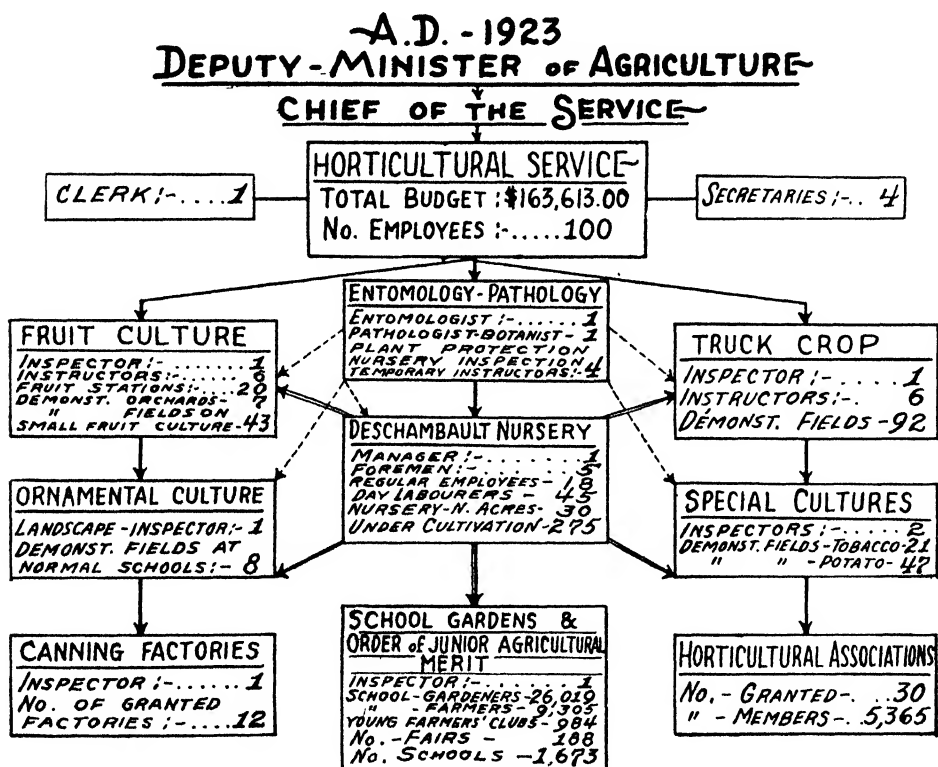 A.D. - 1923
DEPUTY-MINISTER OF AGRICULTURE
CHIEF OF THE SERVICE
HORTICULTURAL SERVICE
TOTAL BUDGET :$163,613.00
No. EMPLOYEES :-.....100
CLERK:-....1
SECRETARIES:-.. 4
ENTOMOLOGY-PATHOLOGY
ENTOMOLOGIST:-......1
PATHOLOGIST-BOTANIST-1
PLANT PROTECTION
NURSERY INSPECTION
TEMPORARY INSTRUCTORS:-4
FRUIT CULTURE
INSPECTOR:-.....1
INSTRUCTORS:-....6
FRUIT STATIONS:-..20
DEMONST. ORCHARDS-7
" FIELDS ON
SMALL FRUIT CULTURE-43
TRUCK CROP
INSPECTOR :-....1
INSTRUCTORS:-. 6
DÉMONST. FIELDS-92
DESCHAMBAULT NURSERY
MANAGER:-........1
FOREMEN:-........5
REGULAR EMPLOYEES-18
DAY LABOURERS - 45
NURSERY-N. ACRES-30
UNDER CULTIVATION-275
ORNAMENTAL CULTURE
LANDSCAPE-INSPECTOR:-1
DEMONST. FIELDS AT
NORMAL SCHOOLS:- 8
SPECIAL CULTURES
INSPECTORS:-.....2
DEMONST. FIELDS-TOBACCO-21
" " -POTATO-47
CANNING FACTORIES
INSPECTOR:-......1
No. OF GRANTED
FACTORIES:-....12
SCHOOL GARDENS &
ORDER of JUNIOR AGRICULTURAL
MERIT
INSPECTOR:-.......1
SCHOOL-GARDENERS-26,019
" -FARMERS-9,305
YOUNG FARMERS' CLUBS-984
No.-FAIRS - 188
No. SCHOOLS -1,673
HORTICULTURAL ASSOCIATIONS
No.- GRANTED-. .30
" - MEMBERS-..5,365